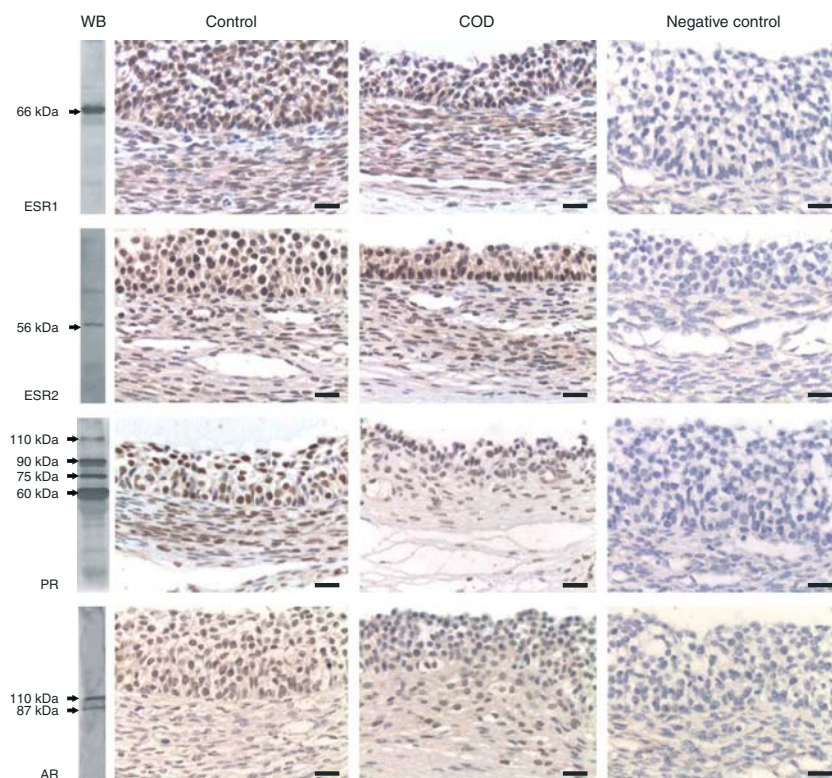 WB Control COD Negative control
66 kDa
ESR1
56 kDa
ESR2
110 kDa
90 kDa
75 kDa
60 kDa
PR
110 kDa
87 kDa
AR